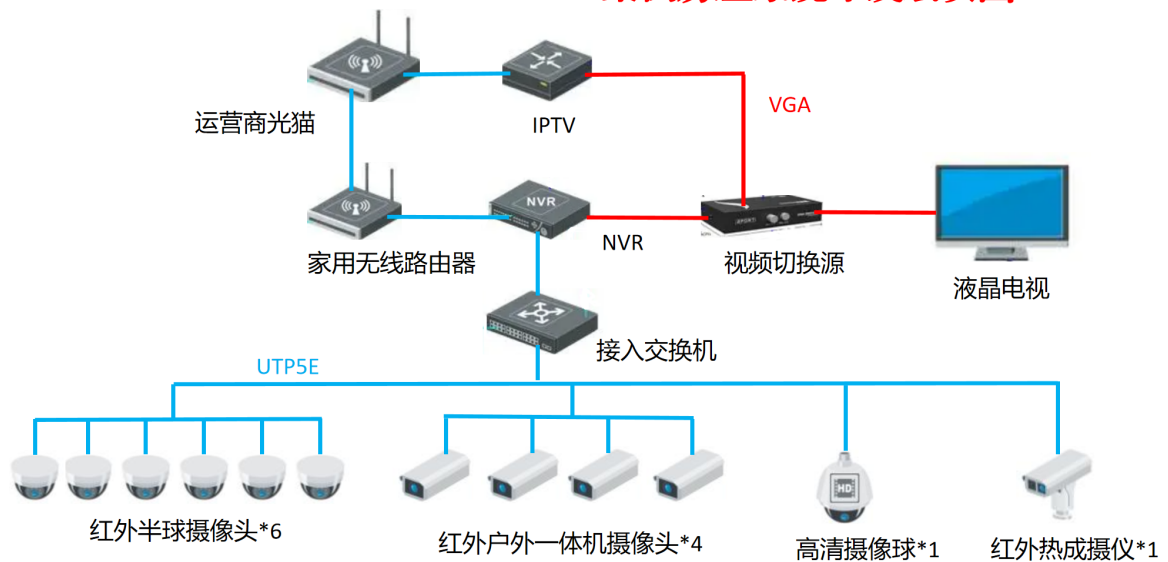 运营商光猫
IPTV
VGA
NVR
家用无线路由器
NVR
视频切换源
液晶电视
接入交换机
UTP5E
HD
红外半球摄像头*6
红外户外一体机摄像头*4
高清摄像球*1
红外热成摄仪*1